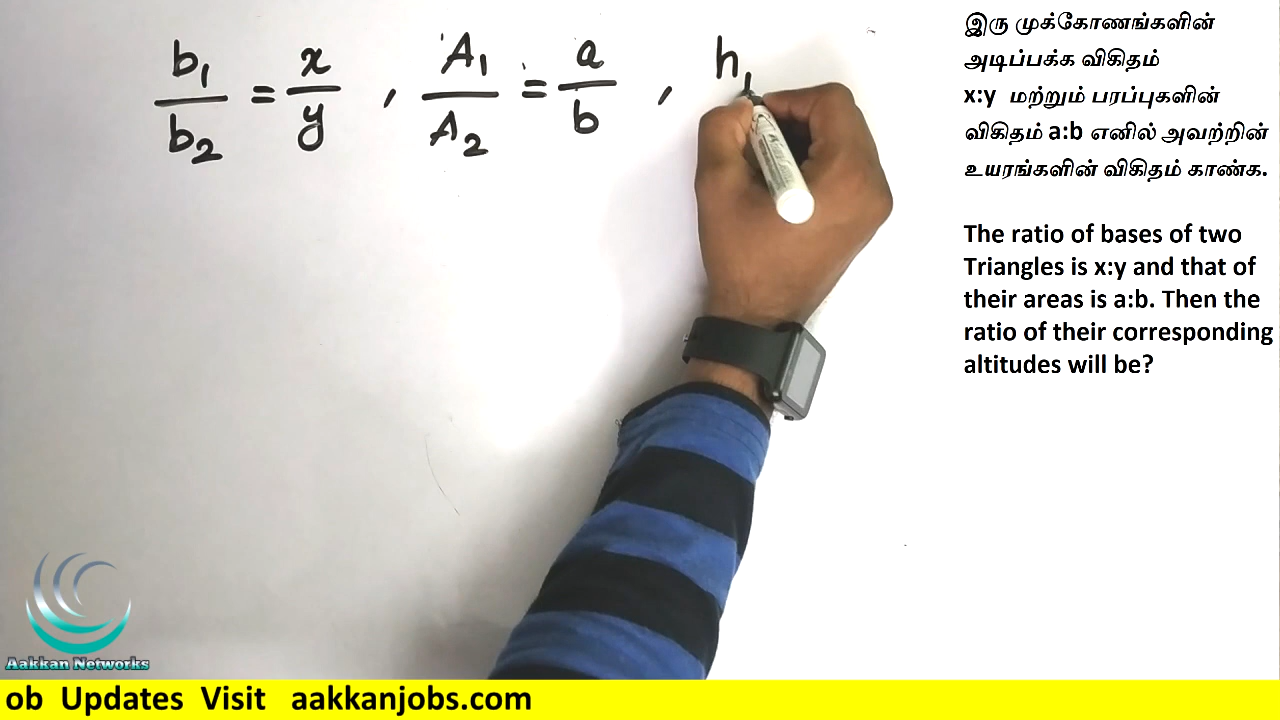 b₁/b₂ = x/y , A₁/A₂ = a/b , h₁
இரு முக்கோணங்களின்
அடிப்பக்க விகிதம்
x:y மற்றும் பரப்புகளின்
விகிதம் a:b எனில் அவற்றின்
உயரங்களின் விகிதம் காண்க.
The ratio of bases of two
Triangles is x:y and that of
their areas is a:b. Then the
ratio of their corresponding
altitudes will be?
Aakkan Networks
ob Updates Visit aakkanjobs.com